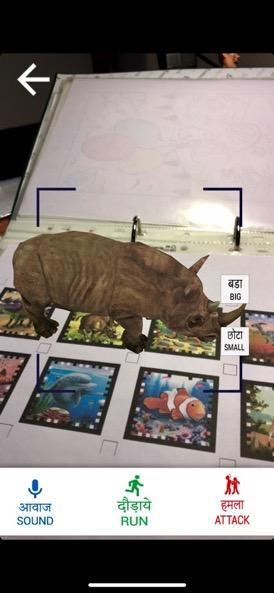 बडा
BIG
छोटा
SMALL
आवाज
SOUND
दौड़ाये
RUN
हमला
ATTACK